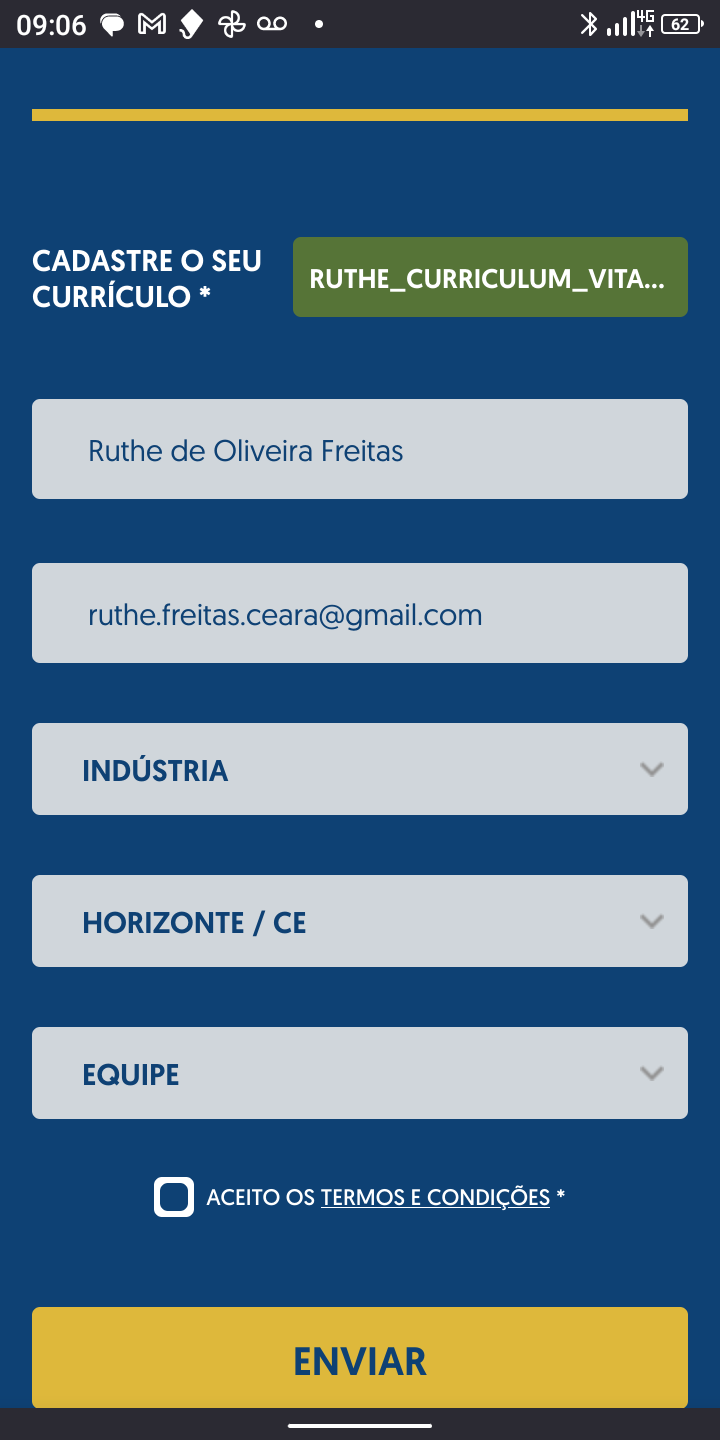 09:06
4G
62
CADASTRE O SEU
CURRÍCULO *
RUTHE_CURRICULUM_VITA...
Ruthe de Oliveira Freitas
ruthe.freitas.ceara@gmail.com
INDÚSTRIA
HORIZONTE / CE
EQUIPE
ACEITO OS TERMOS E CONDIÇÕES *
ENVIAR